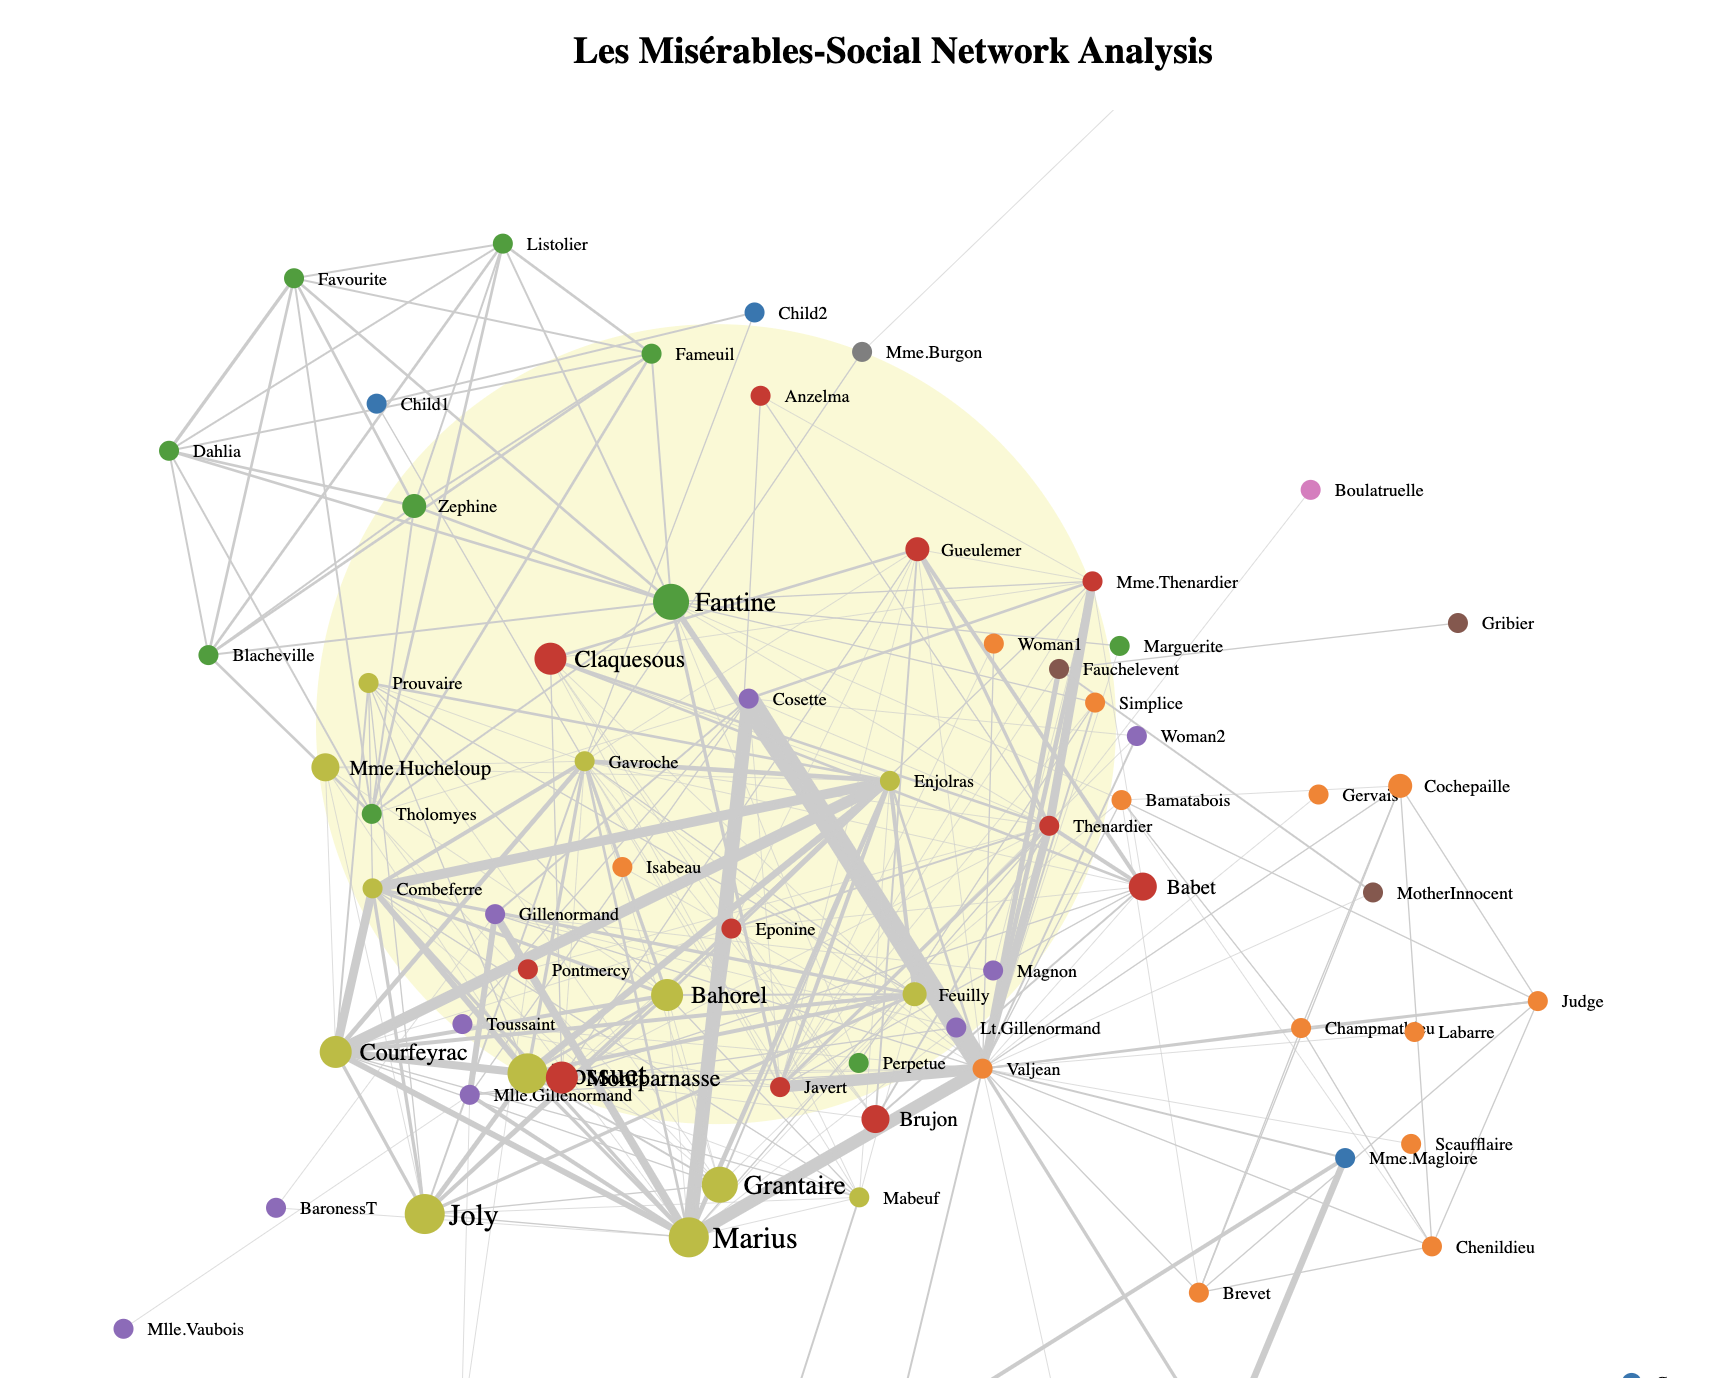 Les Misérables-Social Network Analysis
Listolier
Favourite
Child2
Mme.Burgon
Fameuil
Anzelma
Child1
Dahlia
Boulatruelle
Zephine
Gueulemer
Mme.Thenardier
Fantine
Gribier
Woman1
Marguerite
Blacheville
Claquesous
Fauchelevent
Prouvaire
Cosette
Simplice
Woman2
Gavroche
Mme.Hucheloup
Enjolras
Cochepaille
Gervais
Bamatabois
Tholomyes
Thenardier
Isabeau
Babet
Combeferre
MotherInnocent
Gillenormand
Eponine
Pontmercy
Magnon
Bahorel
Feuilly
Judge
Toussaint
Lt.Gillenormand
Champmathieu
Labarre
Courfeyrac
Perpetue
Valjean
Montparnasse
Javert
Mlle.Gillenormand
Brujon
Scaufflaire
Mme.Magloire
Grantaire
Mabeuf
BaronessT
Joly
Marius
Chenildieu
Brevet
Mlle.Vaubois